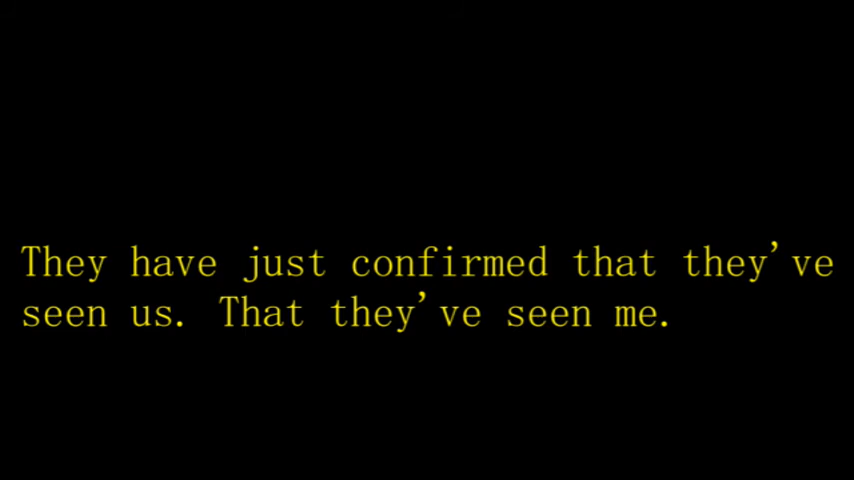 They have just confirmed that they've
seen us. That they've seen me.